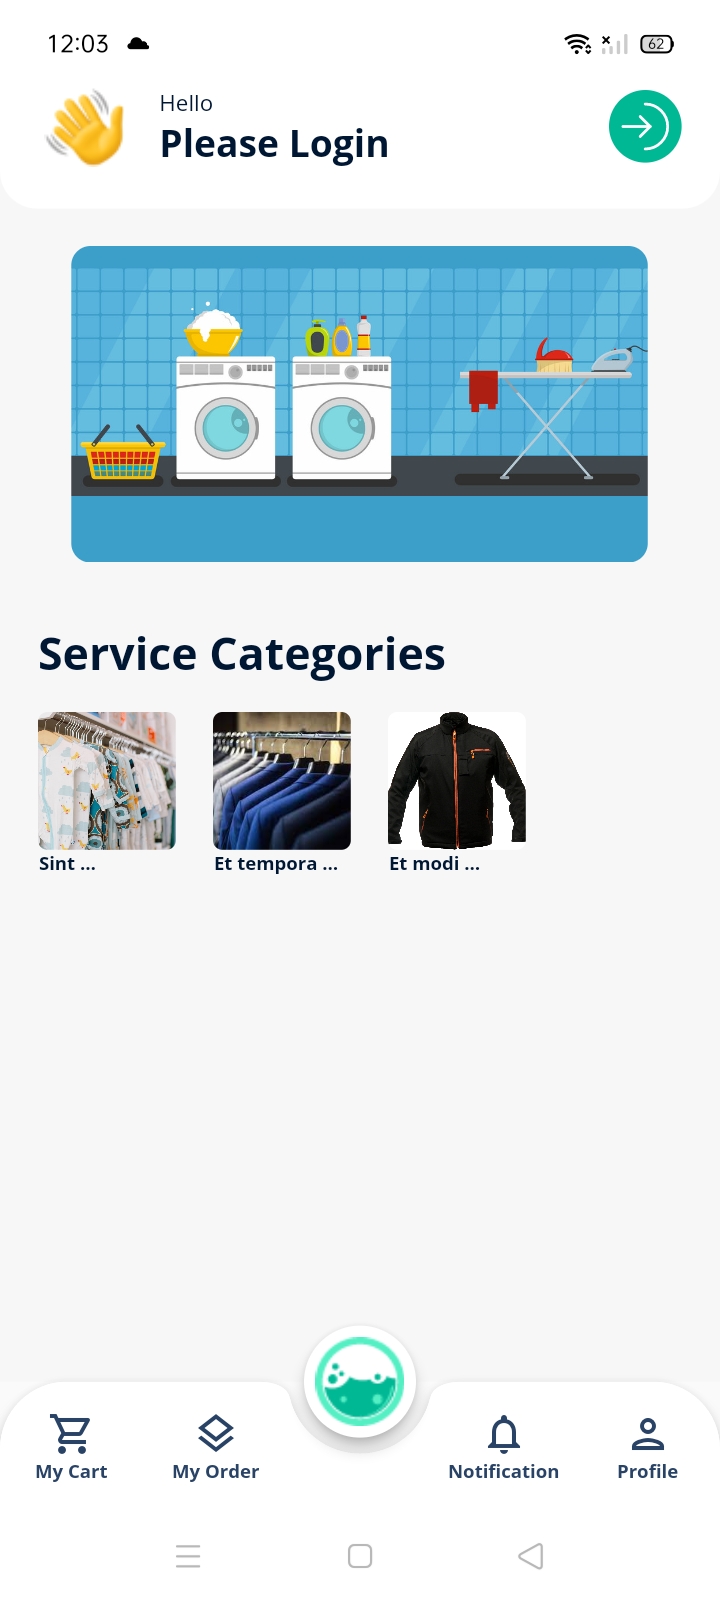 12:03
62
Hello
Please Login
Service Categories
Sint ...
Et tempora ...
Et modi ...
My Cart
My Order
Notification
Profile